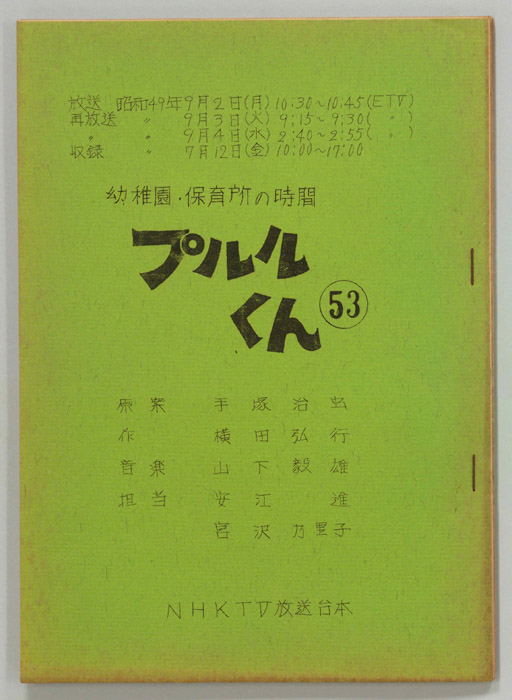 放送 昭和49年9月2日(月) 10:30~10:45(ETV)
再放送 〃 9月3日(火) 9:15~9:30( 〃 )
〃 〃 9月4日(水) 2:40~2:55( 〃 )
収録 〃 7月12日(金) 10:00~17:00
幼稚園・保育所の時間
プルル
くん 53
原案 手塚治虫
作 横田弘行
音楽 山下毅雄
担当 安江進
宮沢乃里子
NHKTV放送台本